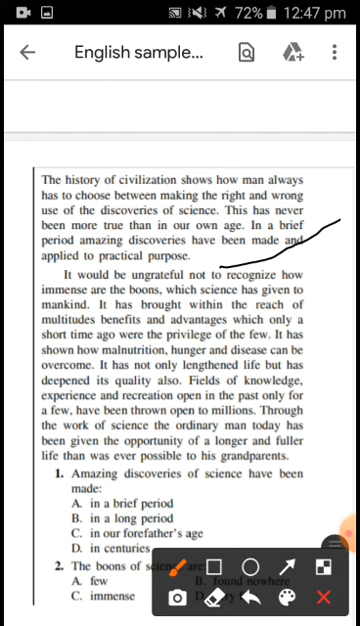 72% 12:47 pm
English sample...
The history of civilization shows how man always
has to choose between making the right and wrong
use of the discoveries of science. This has never
been more true than in our own age. In a brief
period amazing discoveries have been made and
applied to practical purpose.
It would be ungrateful not to recognize how
immense are the boons, which science has given to
mankind. It has brought within the reach of
multitudes benefits and advantages which only a
short time ago were the privilege of the few. It has
shown how malnutrition, hunger and disease can be
overcome. It has not only lengthened life but has
deepened its quality also. Fields of knowledge,
experience and recreation open in the past only for
a few, have been thrown open to millions. Through
the work of science the ordinary man today has
been given the opportunity of a longer and fuller
life than was ever possible to his grandparents.
1. Amazing discoveries of science have been
made:
A. in a brief period
B. in a long period
C. in our forefather's age
D. in centuries
2. The boons of science are:
A. few B. found nowhere
C. immense D.